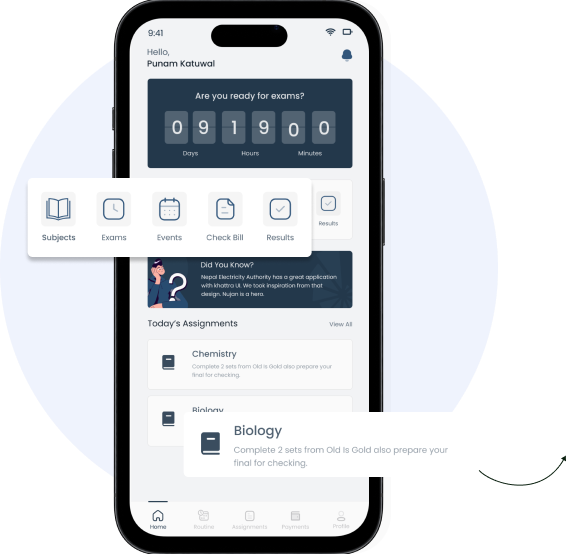 9:41
Hello,
Punam Katuwal
Are you ready for exams?
0 9 1 9 0 0
Days Hours Minutes
Subjects Exams Events Check Bill Results
Results
Did You Know?
Nepal Electricity Authority has a great application
with khattra UI. We took inspiration from that
design. Nujan is a hero.
Today's Assignments View All
Chemistry
Complete 2 sets from Old Is Gold also prepare your
final for checking.
Biology
Biology
Complete 2 sets from Old Is Gold also prepare your
final for checking.
Home Routine Assignments Payments Profile